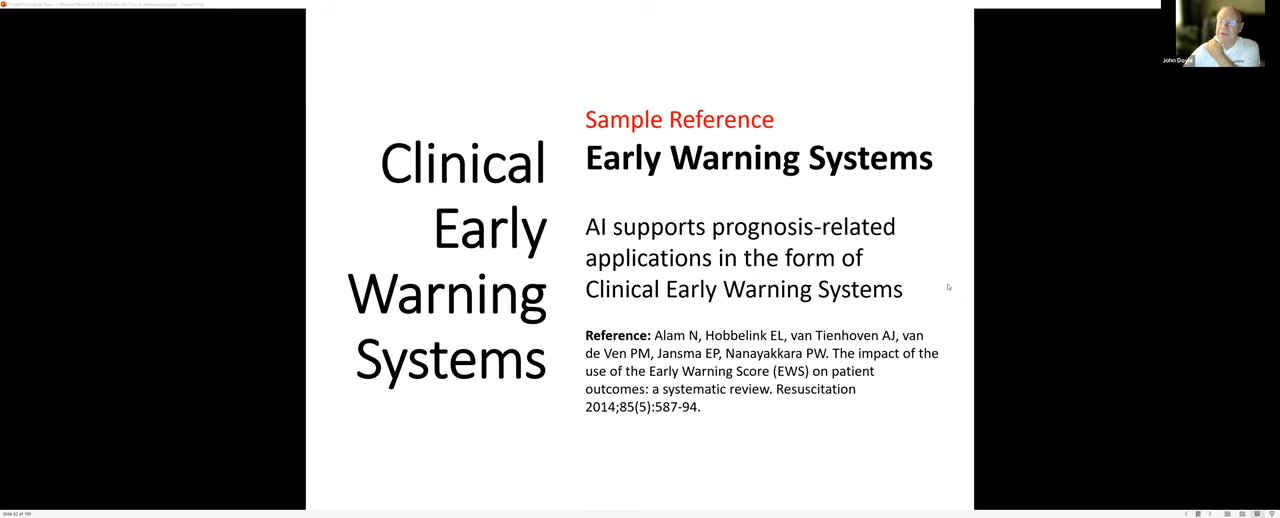 Clinical
Early
Warning
Systems
Sample Reference
Early Warning Systems
AI supports prognosis-related
applications in the form of
Clinical Early Warning Systems
Reference: Alam N, Hobbelink EL, van Tienhoven AJ, van
de Ven PM, Jansma EP, Nanayakkara PW. The impact of the
use of the Early Warning Score (EWS) on patient
outcomes: a systematic review. Resuscitation
2014;85(5):587-94.
John Doyle